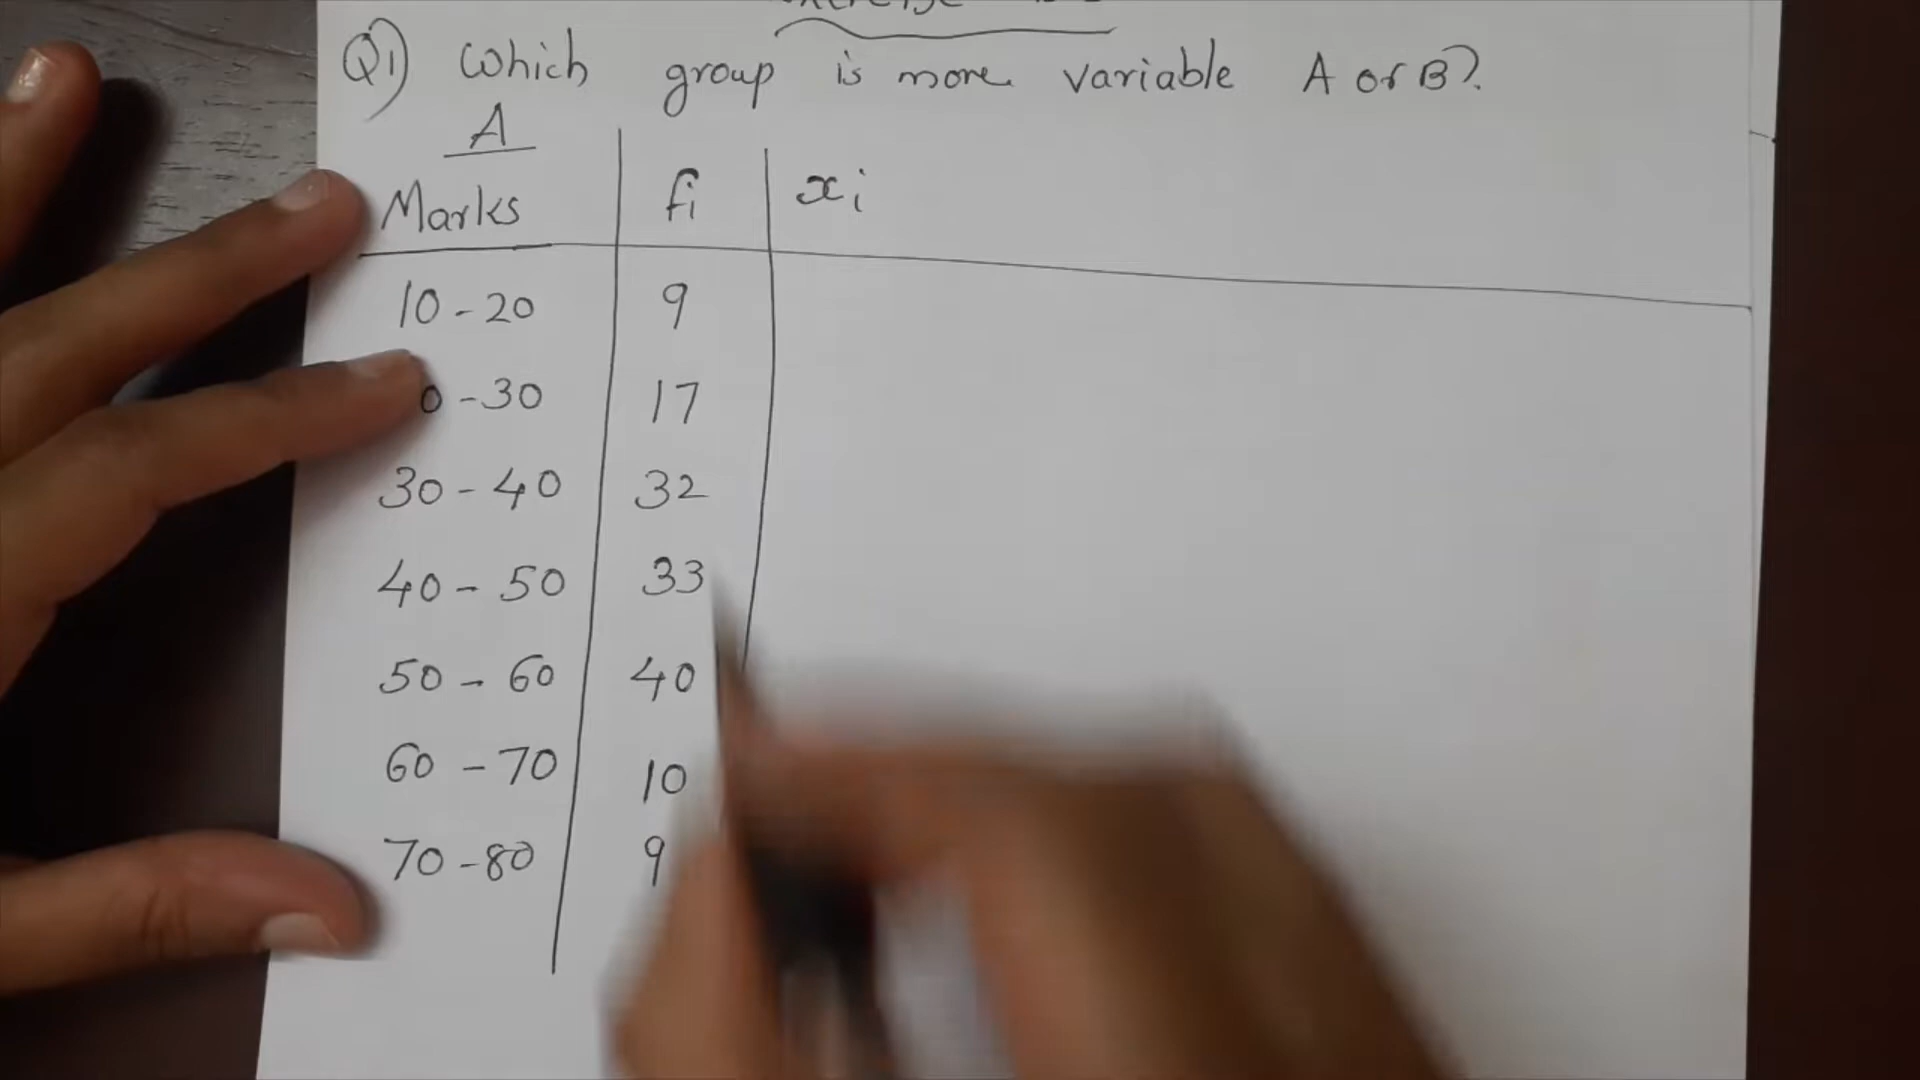 Q1) Which group is more variable A or B?
A
Marks fi xi
10 - 20 9
0 - 30 17
30 - 40 32
40 - 50 33
50 - 60 40
60 - 70 10
70 - 80 9